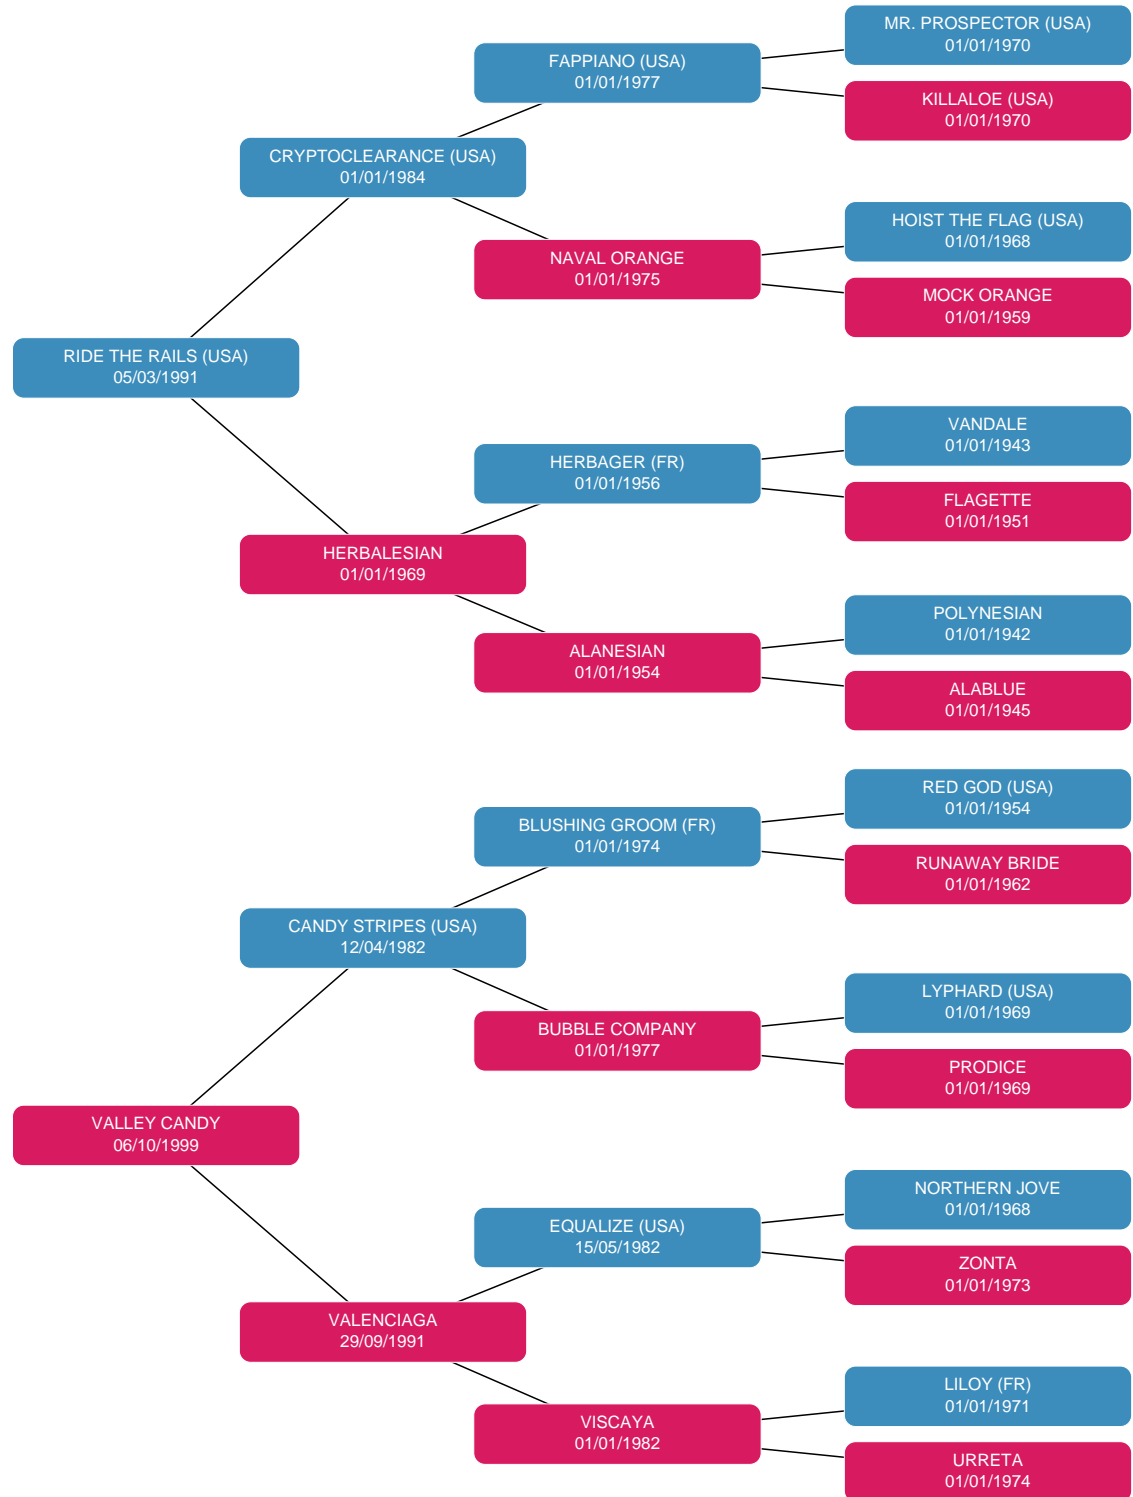 MR. PROSPECTOR (USA)
01/01/1970
FAPPIANO (USA)
01/01/1977
KILLALOE (USA)
01/01/1970
CRYPTOCLEARANCE (USA)
01/01/1984
HOIST THE FLAG (USA)
01/01/1968
NAVAL ORANGE
01/01/1975
MOCK ORANGE
01/01/1959
RIDE THE RAILS (USA)
05/03/1991
VANDALE
01/01/1943
HERBAGER (FR)
01/01/1956
FLAGETTE
01/01/1951
HERBALESIAN
01/01/1969
POLYNESIAN
01/01/1942
ALANESIAN
01/01/1954
ALABLUE
01/01/1945
RED GOD (USA)
01/01/1954
BLUSHING GROOM (FR)
01/01/1974
RUNAWAY BRIDE
01/01/1962
CANDY STRIPES (USA)
12/04/1982
LYPHARD (USA)
01/01/1969
BUBBLE COMPANY
01/01/1977
PRODICE
01/01/1969
VALLEY CANDY
06/10/1999
NORTHERN JOVE
01/01/1968
EQUALIZE (USA)
15/05/1982
ZONTA
01/01/1973
VALENCIAGA
29/09/1991
LILOY (FR)
01/01/1971
VISCAYA
01/01/1982
URRETA
01/01/1974